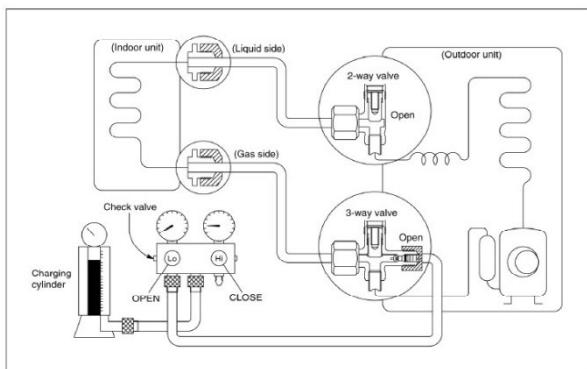 (Indoor unit)
(Liquid side)
2-way valve
Open
(Outdoor unit)
(Gas side)
3-way valve
Open
Check valve
Lo
Hi
OPEN
CLOSE
Charging
cylinder